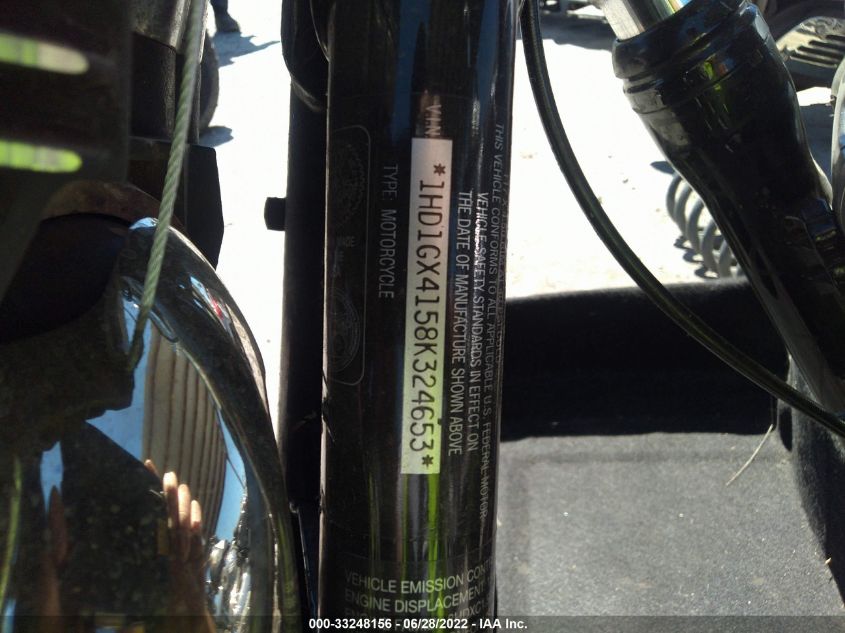 VIN
*1HD1GX4158K324653*
TYPE: MOTORCYCLE
MADE
THIS VEHICLE CONFORMS TO ALL APPLICABLE U.S. FEDERAL MOTOR
VEHICLE SAFETY STANDARDS IN EFFECT ON
THE DATE OF MANUFACTURE SHOWN ABOVE
VEHICLE EMISSION
ENGINE DISPLACEMENT
000-33248156 - 06/28/2022 - IAA Inc.